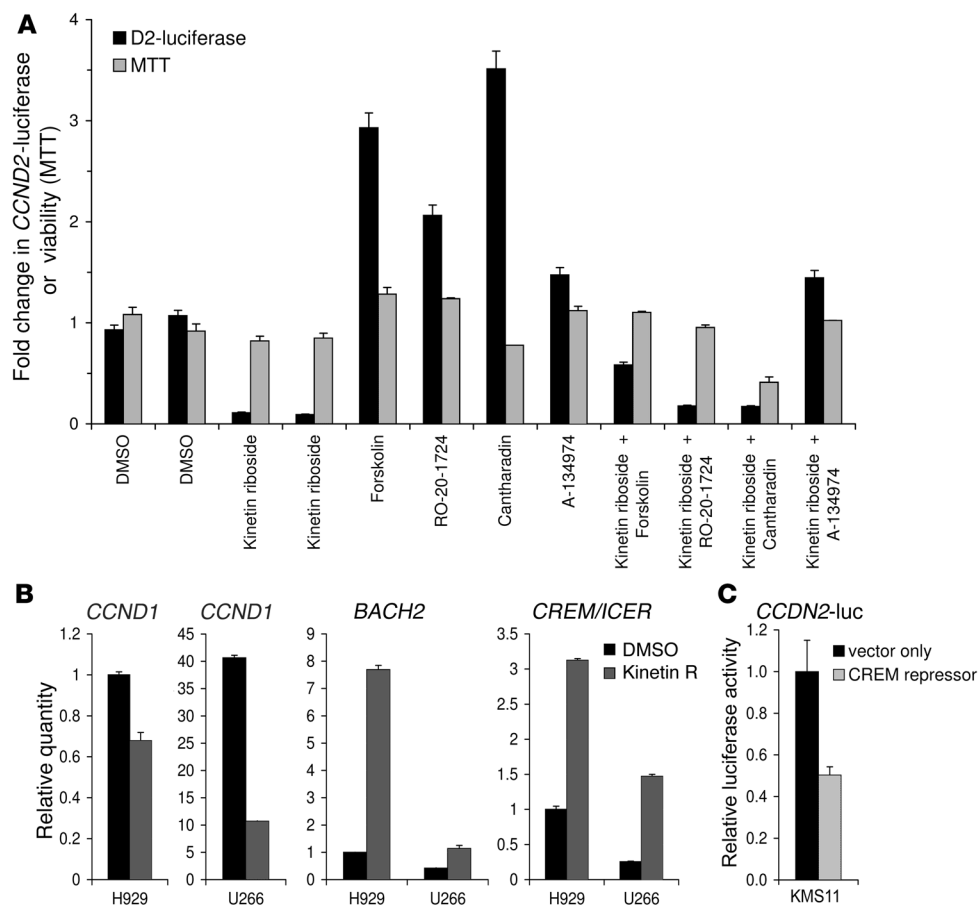 A
Fold change in CCND2-luciferase
or viability (MTT)
4
3
2
1
0
D2-luciferase
MTT
DMSO
DMSO
Kinetin riboside
Kinetin riboside
Forskolin
RO-20-1724
Cantharadin
A-134974
Kinetin riboside +
Forskolin
Kinetin riboside +
RO-20-1724
Kinetin riboside +
Cantharadin
Kinetin riboside +
A-134974
B
Relative quantity
CCND1
1.2
1
0.8
0.6
0.4
0.2
0
H929
CCND1
45
40
35
30
25
20
15
10
5
0
U266
BACH2
9
8
7
6
5
4
3
2
1
0
H929 U266
CREM/ICER
3.5
3
2.5
2
1.5
1
0.5
0
DMSO
Kinetin R
H929 U266
C
CCDN2-luc
Relative luciferase activity
1.2
1.0
0.8
0.6
0.4
0.2
0
vector only
CREM repressor
KMS11